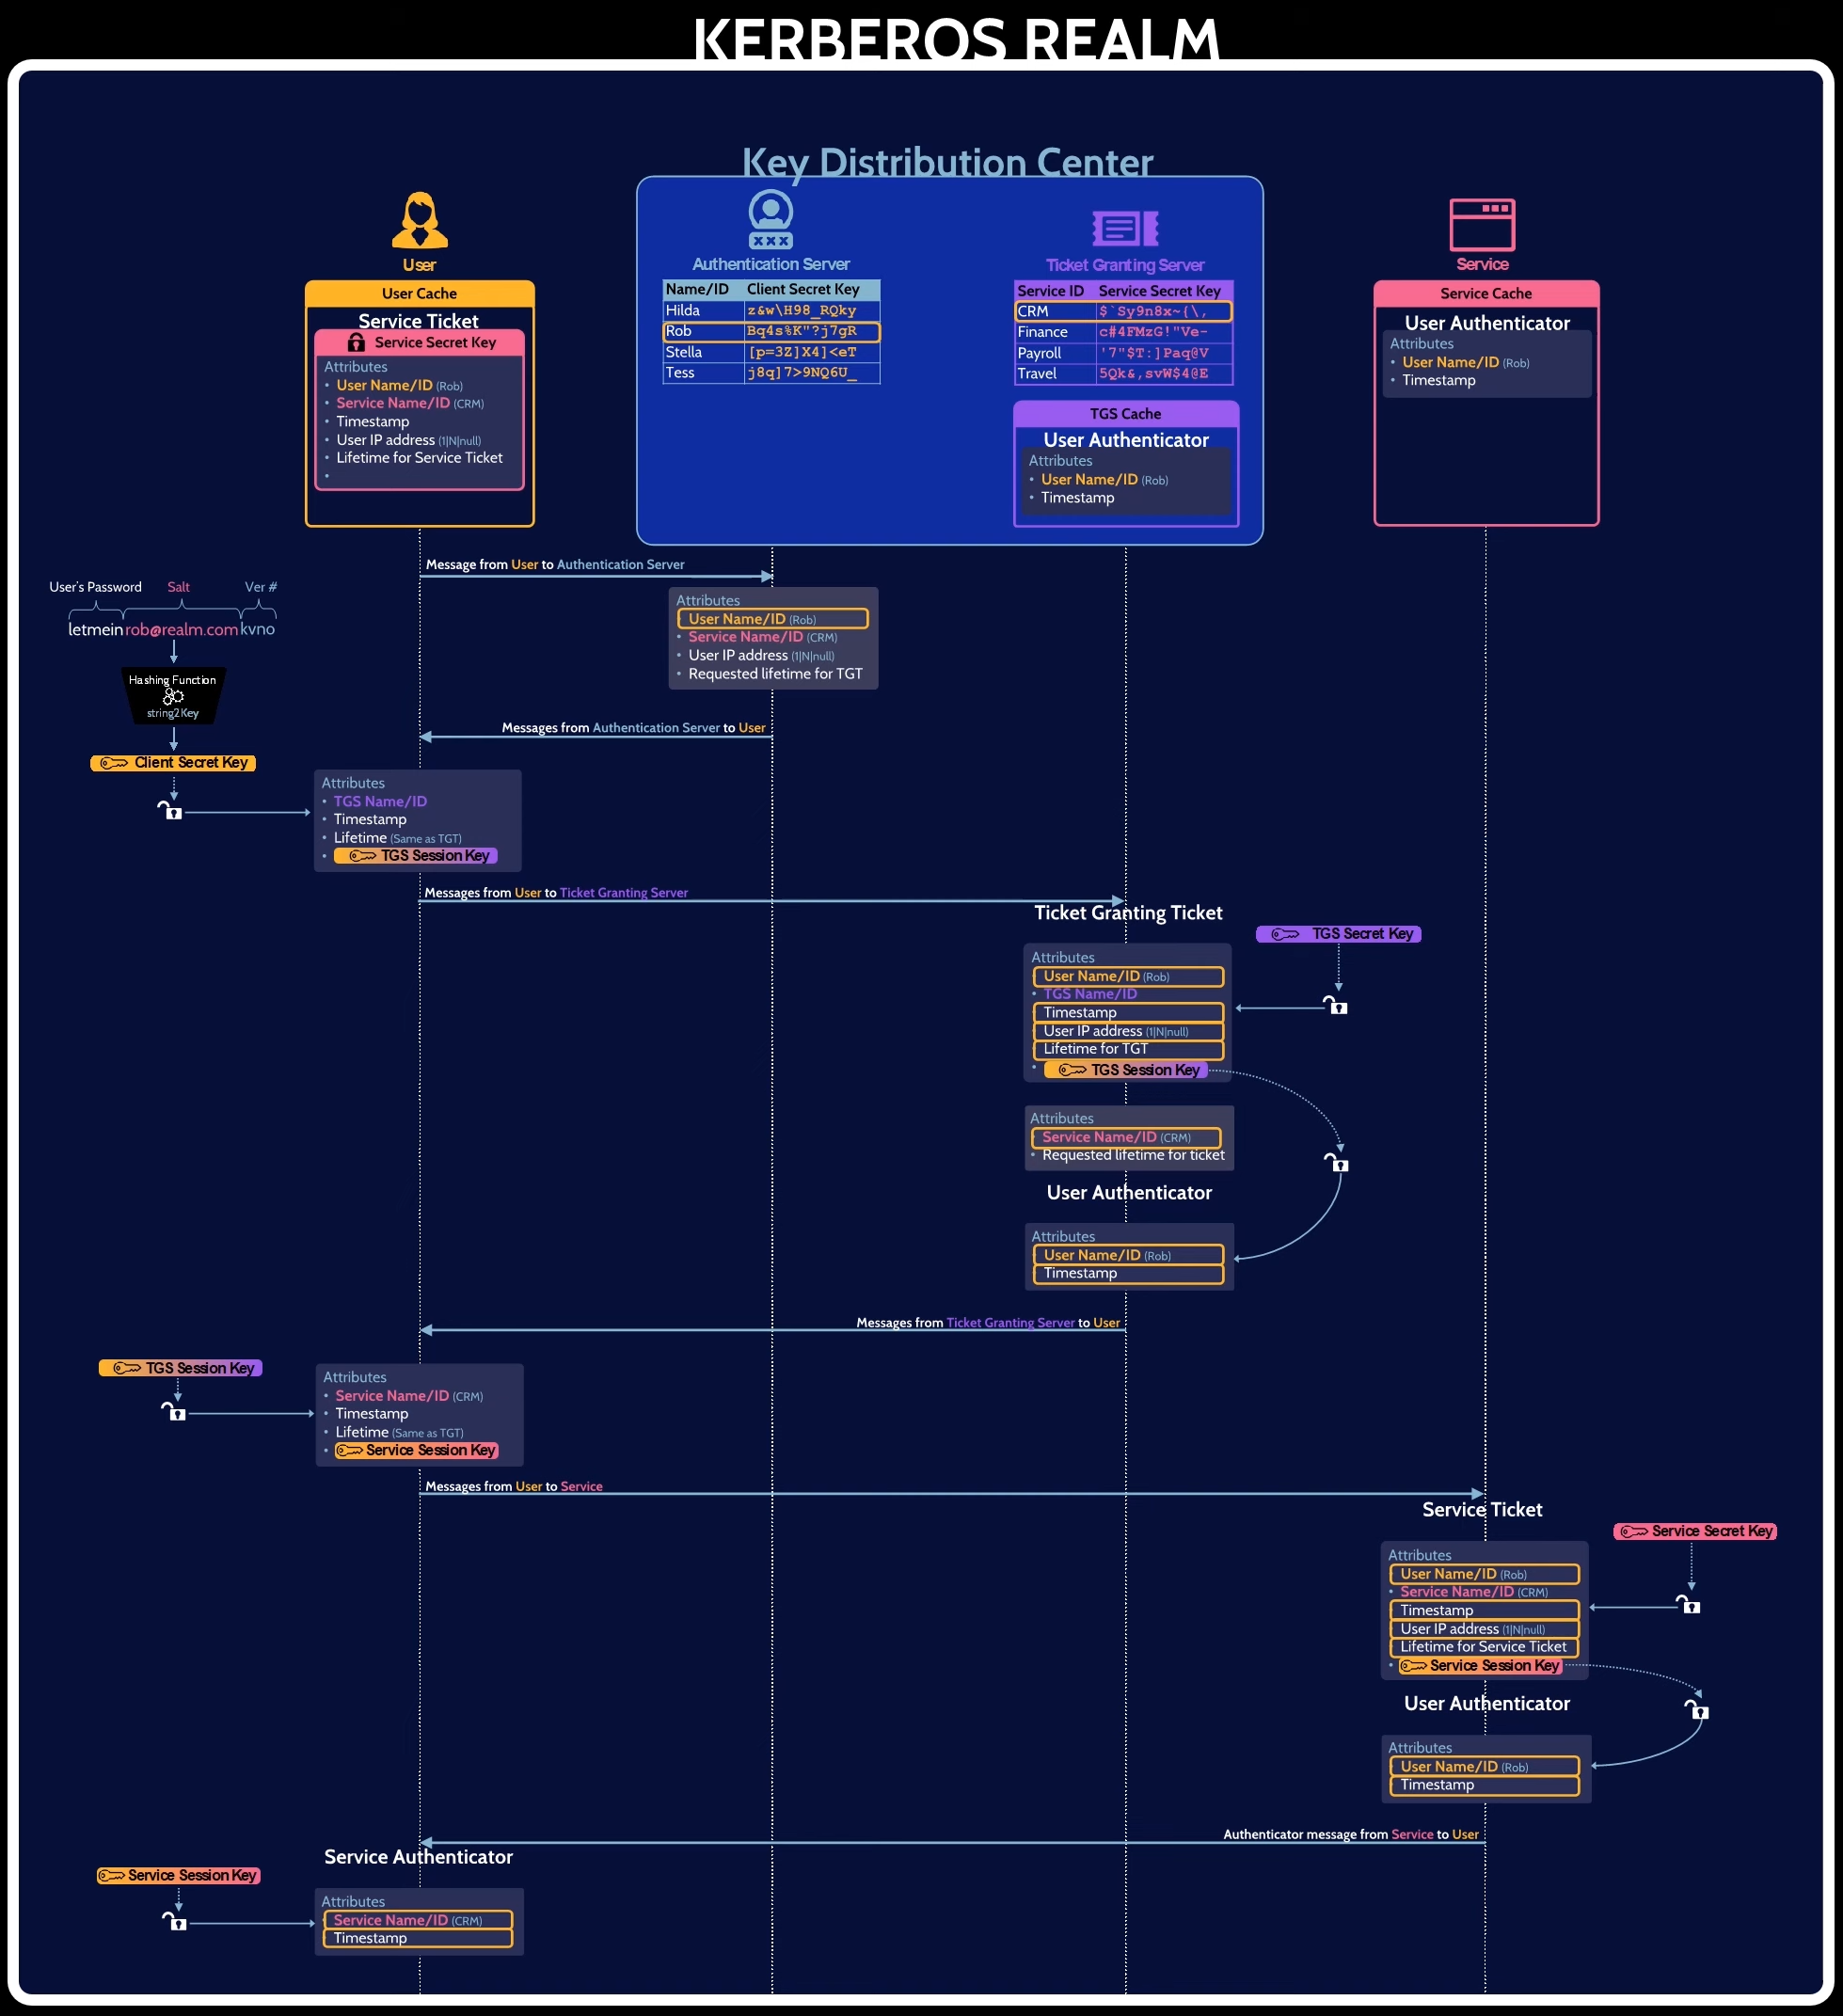 KERBEROS REALM
Key Distribution Center
User
Authentication Server
Ticket Granting Server
Service
User Cache
Service Ticket
Service Secret Key
Attributes
• User Name/ID (Rob)
• Service Name/ID (CRM)
• Timestamp
• User IP address (1|N|null)
• Lifetime for Service Ticket
•
Name/ID Client Secret Key
Hilda z&w\H98_RQky
Rob Bq4s%K"?j7gR
Stella [p=3Z]X4]<eT
Tess j8q]7>9NQ6U_
Service ID Service Secret Key
CRM $`Sy9n8x~{\,
Finance c#4FMzG!"Ve-
Payroll '7"$T:]Paq@V
Travel 5Qk&,svW$4@E
TGS Cache
User Authenticator
Attributes
• User Name/ID (Rob)
• Timestamp
Service Cache
User Authenticator
Attributes
• User Name/ID (Rob)
• Timestamp
Message from User to Authentication Server
Attributes
User Name/ID (Rob)
• Service Name/ID (CRM)
• User IP address (1|N|null)
• Requested lifetime for TGT
User's Password Salt Ver #
letmeinrob@realm.comkvno
Hashing Function
string2Key
Client Secret Key
Messages from Authentication Server to User
Attributes
• TGS Name/ID
• Timestamp
• Lifetime (Same as TGT)
• TGS Session Key
Messages from User to Ticket Granting Server
Ticket Granting Ticket
TGS Secret Key
Attributes
User Name/ID (Rob)
• TGS Name/ID
Timestamp
User IP address (1|N|null)
Lifetime for TGT
• TGS Session Key
Attributes
Service Name/ID (CRM)
• Requested lifetime for ticket
User Authenticator
Attributes
User Name/ID (Rob)
Timestamp
Messages from Ticket Granting Server to User
TGS Session Key
Attributes
• Service Name/ID (CRM)
• Timestamp
• Lifetime (Same as TGT)
• Service Session Key
Messages from User to Service
Service Ticket
Service Secret Key
Attributes
User Name/ID (Rob)
• Service Name/ID (CRM)
Timestamp
User IP address (1|N|null)
Lifetime for Service Ticket
• Service Session Key
User Authenticator
Attributes
User Name/ID (Rob)
Timestamp
Authenticator message from Service to User
Service Authenticator
Service Session Key
Attributes
Service Name/ID (CRM)
Timestamp